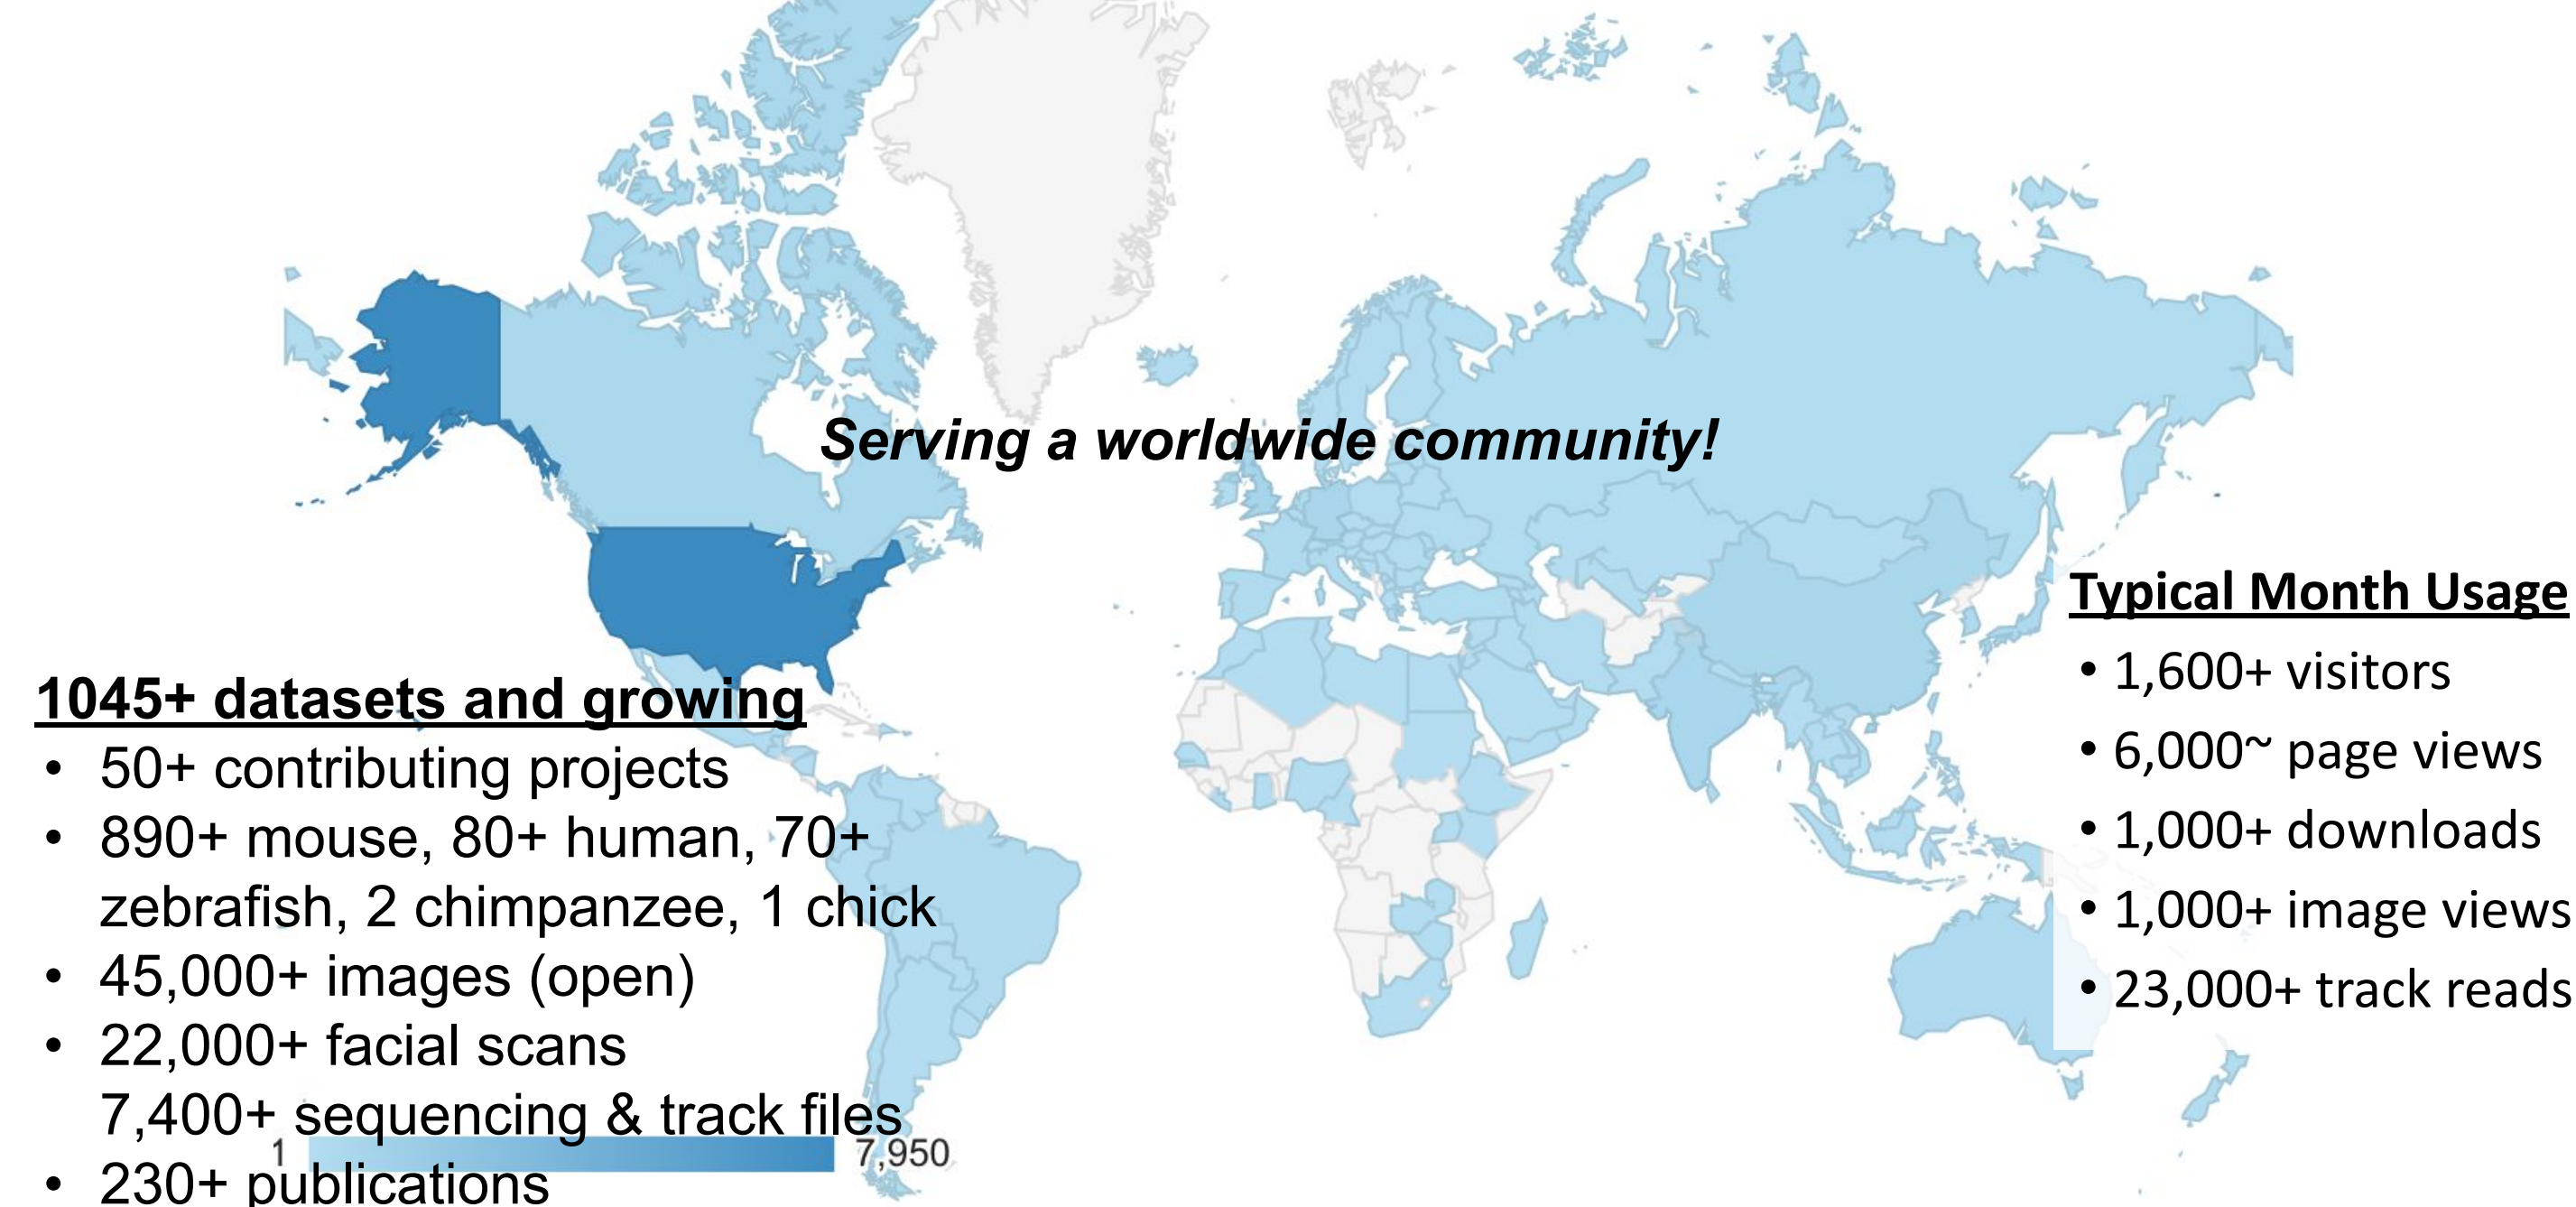 Serving a worldwide community!
1045+ datasets and growing
• 50+ contributing projects
• 890+ mouse, 80+ human, 70+
zebrafish, 2 chimpanzee, 1 chick
• 45,000+ images (open)
• 22,000+ facial scans
7,400+ sequencing & track files
• 230+ publications
1
7,950
Typical Month Usage
• 1,600+ visitors
• 6,000~ page views
• 1,000+ downloads
• 1,000+ image views
• 23,000+ track reads